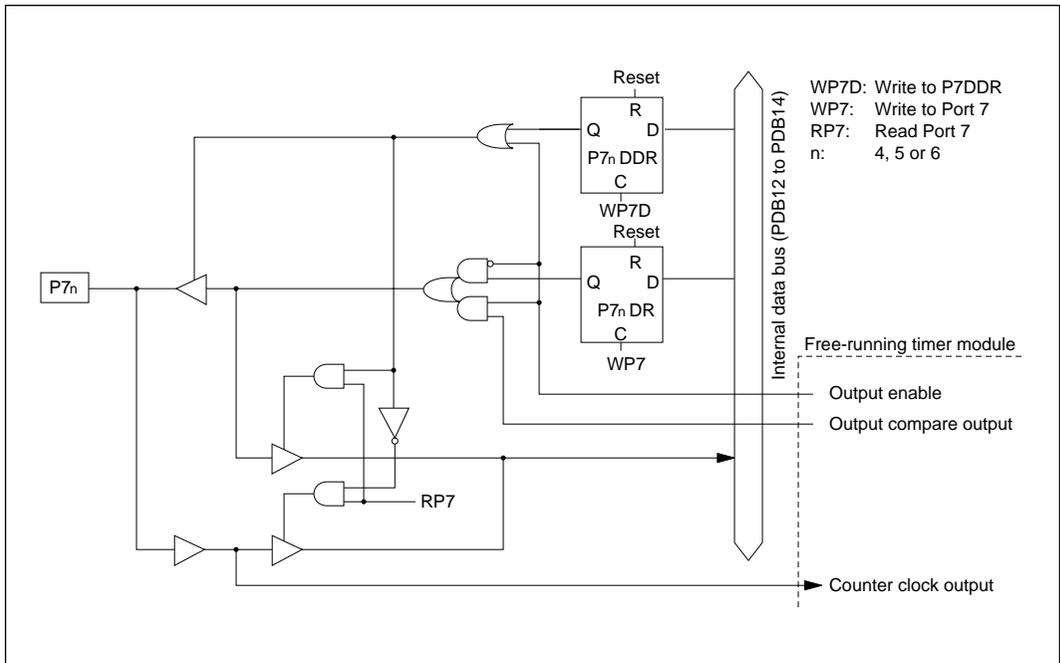 Reset
R
Q
D
P7n DDR
C
WP7D
Reset
R
Q
D
P7n DR
C
WP7
Internal data bus (PDB12 to PDB14)
WP7D: Write to P7DDR
WP7: Write to Port 7
RP7: Read Port 7
n: 4, 5 or 6
P7n
Free-running timer module
Output enable
Output compare output
RP7
Counter clock output